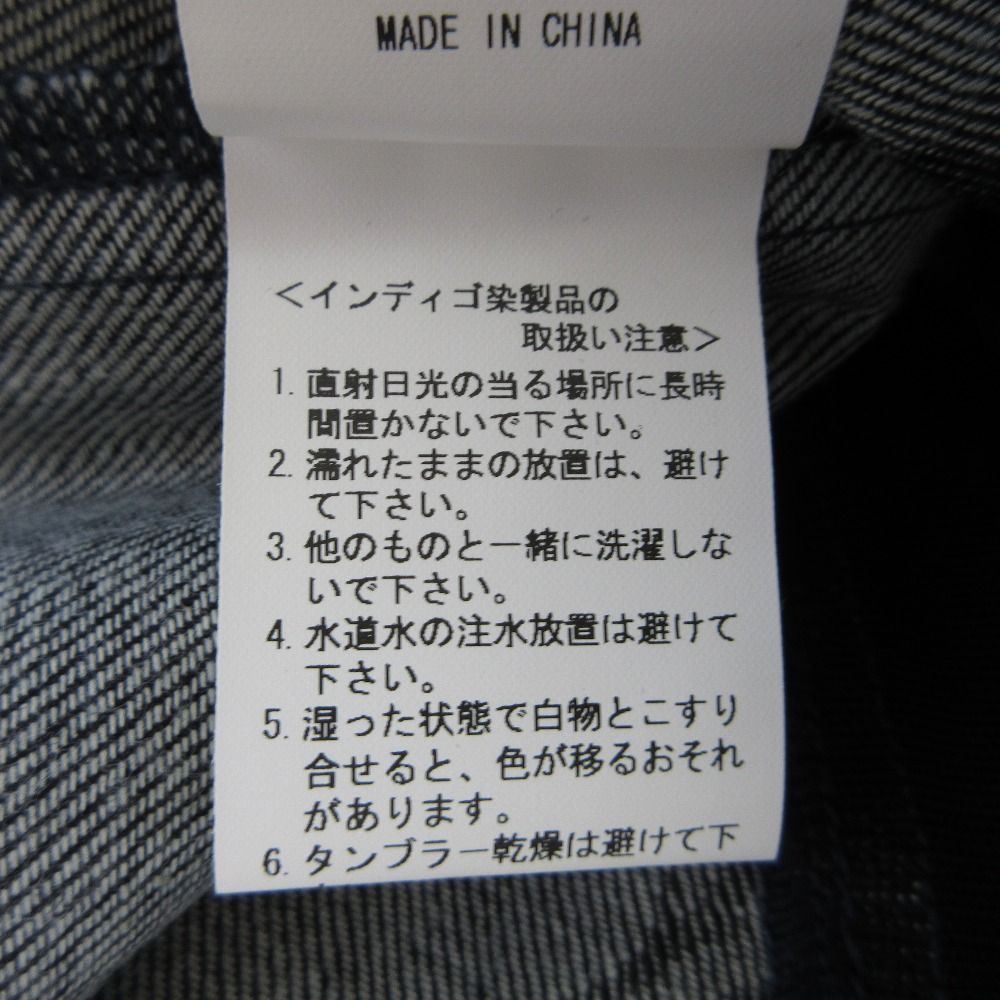 MADE IN CHINA
＜インディゴ染製品の
取扱い注意＞
1. 直射日光の当る場所に長時
間置かないで下さい。
2. 濡れたままの放置は、避け
て下さい。
3. 他のものと一緒に洗濯しな
いで下さい。
4. 水道水の注水放置は避けて
下さい。
5. 湿った状態で白物とこすり
合せると、色が移るおそれ
があります。
6. タンブラー乾燥は避けて下